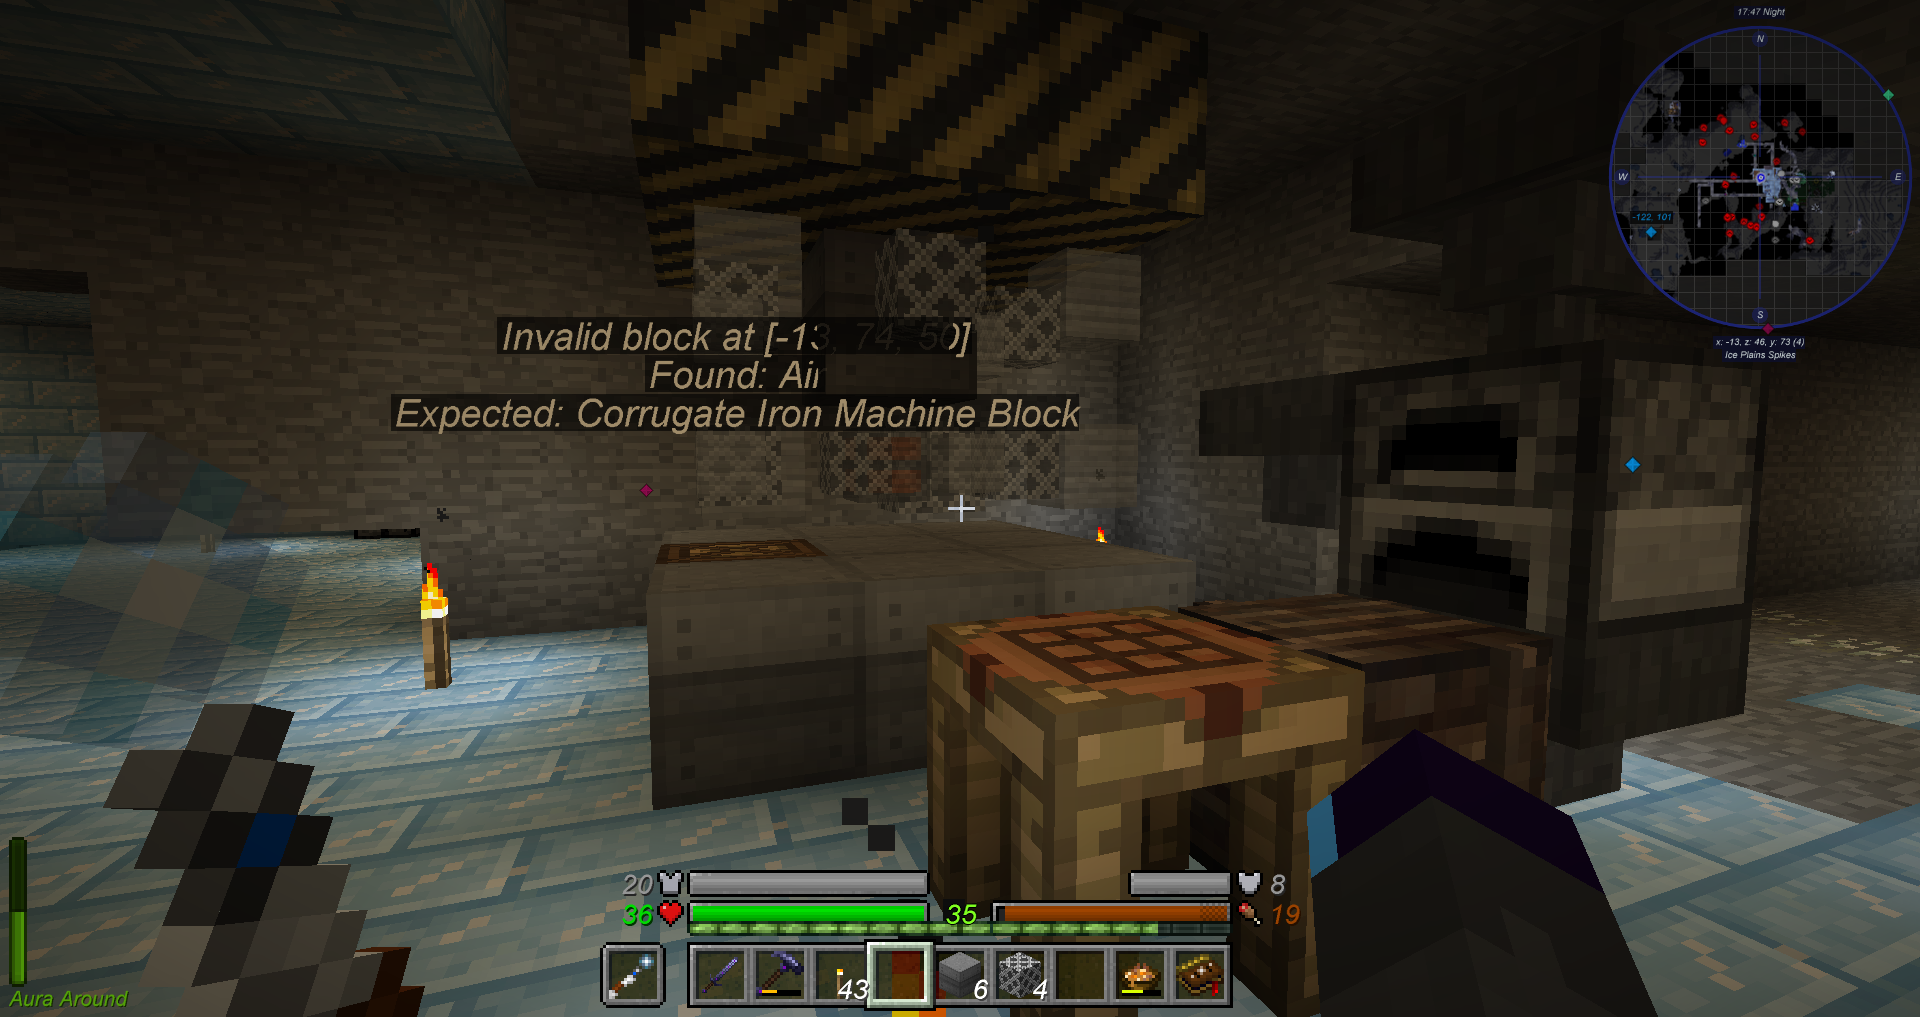 17:47 Night
N
W
E
-122, 101
S
x: -13, z: 46, y: 73 (4)
Ice Plains Spikes
Invalid block at [-13, 74, 50]
Found: Air
Expected: Corrugate Iron Machine Block
20
8
36
35
19
43
6
4
Aura Around